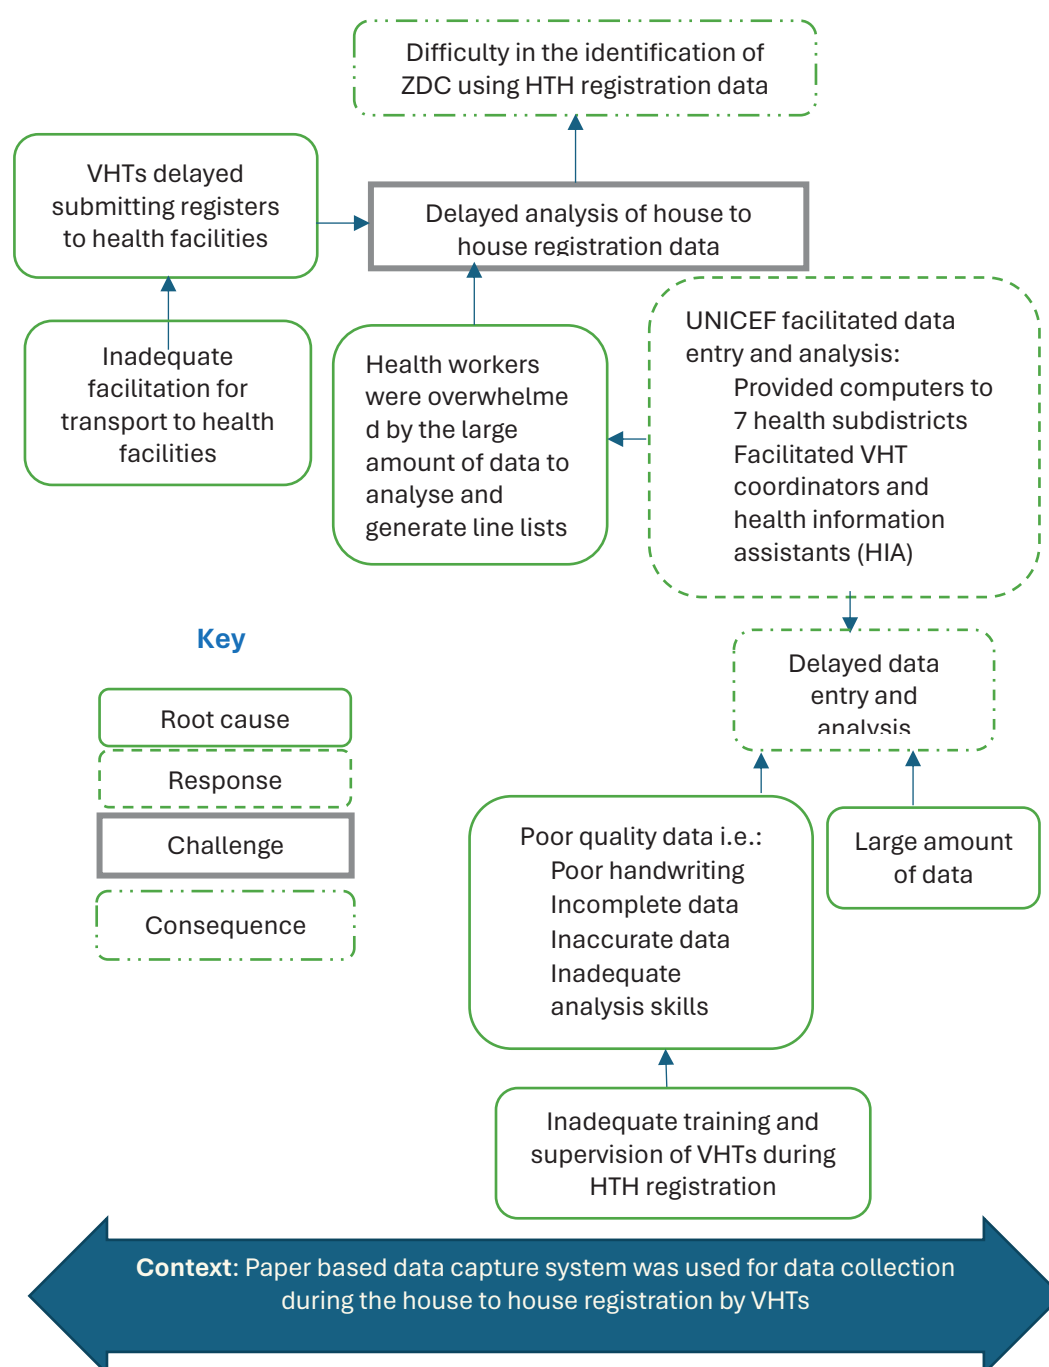 Difficulty in the identification of
ZDC using HTH registration data
VHTs delayed
submitting registers
to health facilities
Delayed analysis of house to
house registration data
Inadequate
facilitation for
transport to health
facilities
Health workers
were overwhelme
d by the large
amount of data to
analyse and
generate line lists
UNICEF facilitated data
entry and analysis:
Provided computers to
7 health subdistricts
Facilitated VHT
coordinators and
health information
assistants (HIA)
Delayed data
entry and
analysis
Key
Root cause
Response
Challenge
Consequence
Poor quality data i.e.:
Poor handwriting
Incomplete data
Inaccurate data
Inadequate
analysis skills
Large amount
of data
Inadequate training and
supervision of VHTs during
HTH registration
Context: Paper based data capture system was used for data collection
during the house to house registration by VHTs